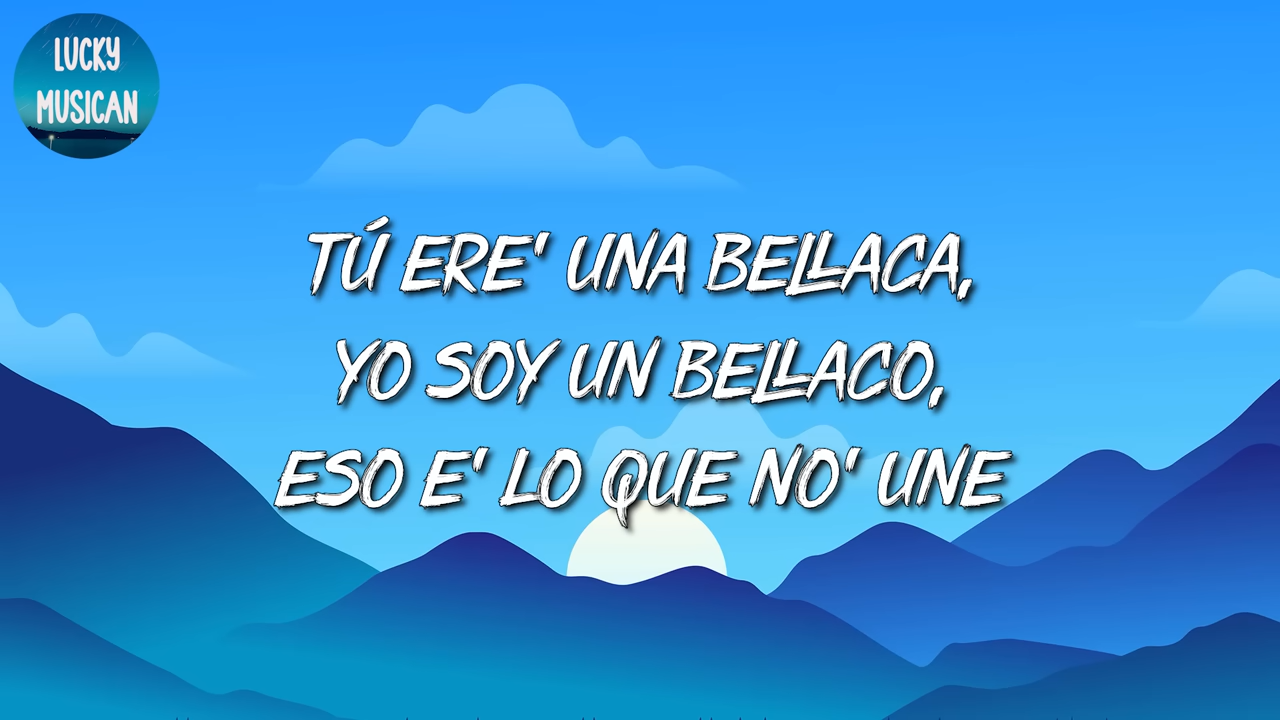 LUCKY
MUSICAN
TÚ ERE' UNA BELLACA,
YO SOY UN BELLACO,
ESO E' LO QUE NO' UNE